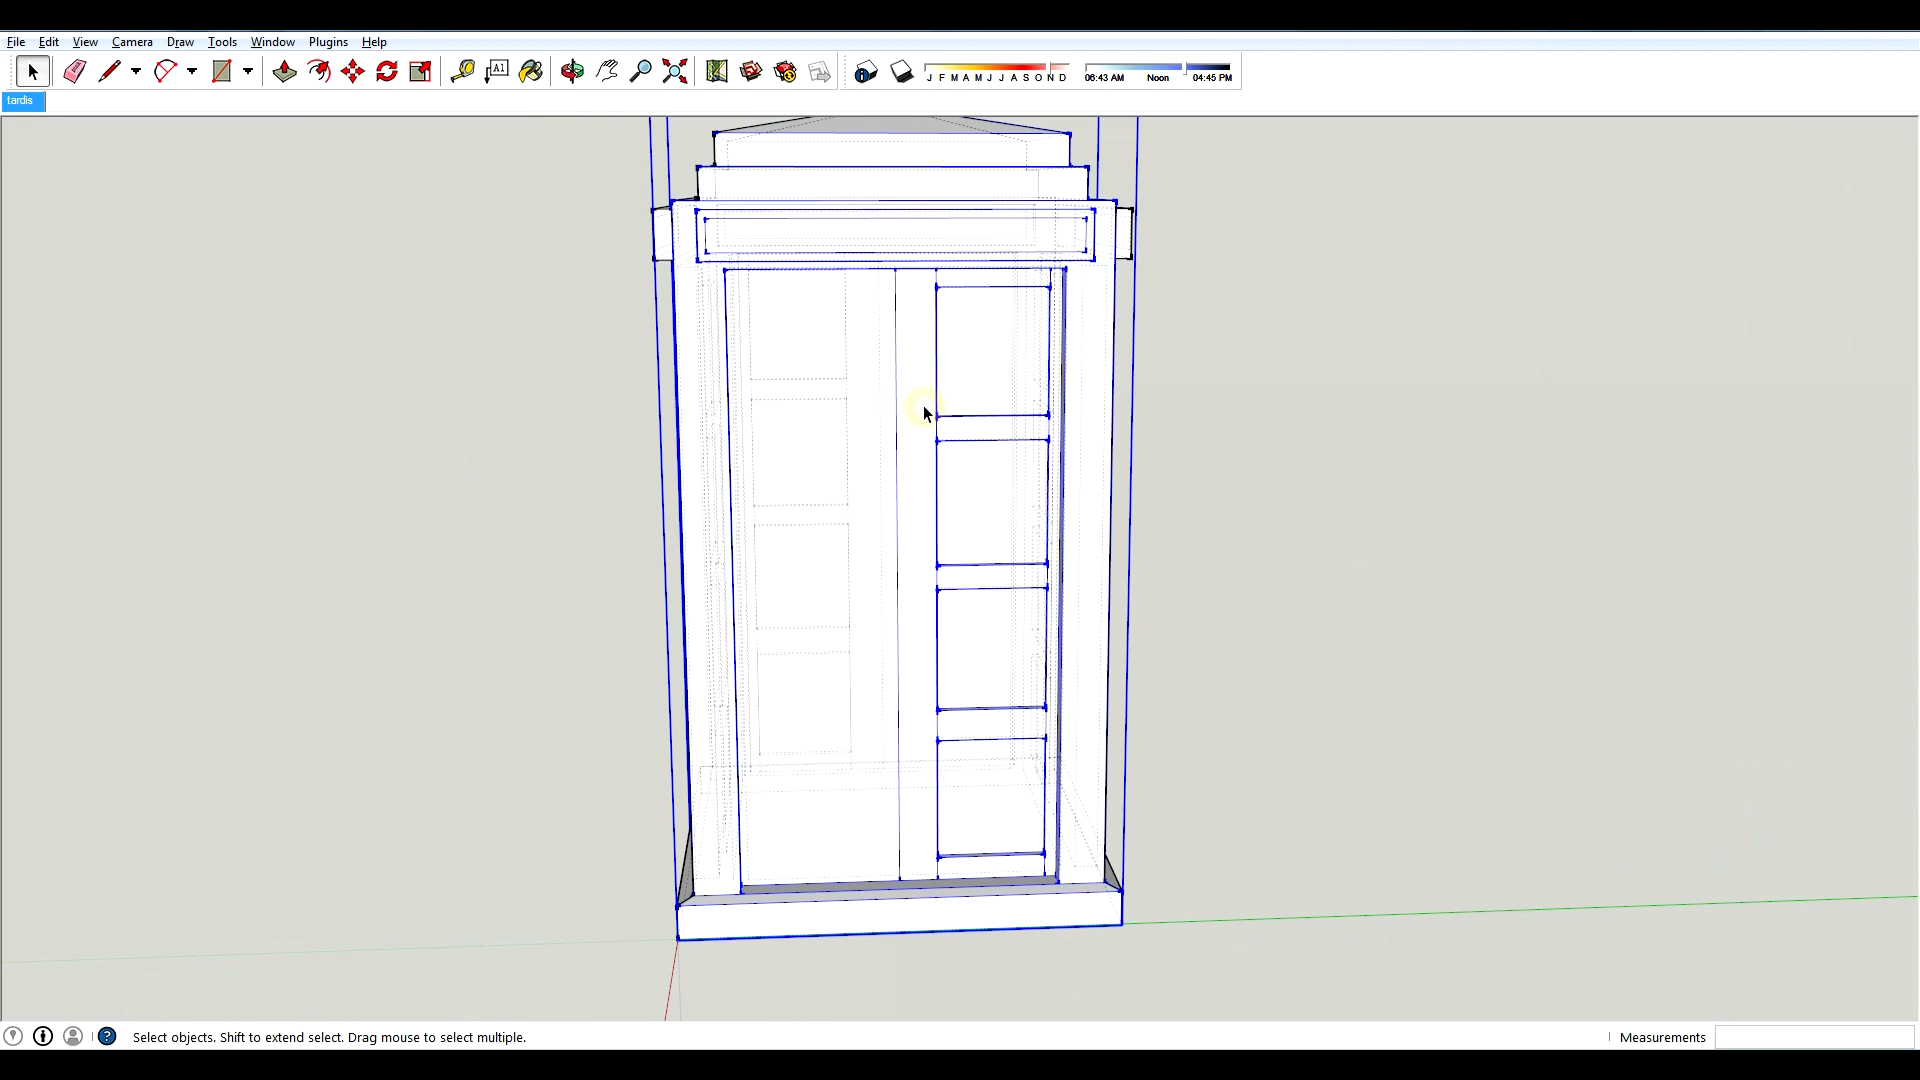 File Edit View Camera Draw Tools Window Plugins Help
A1
J F M A M J J A S O N D
06:43 AM Noon 04:45 PM
tardis
Select objects. Shift to extend select. Drag mouse to select multiple.
Measurements